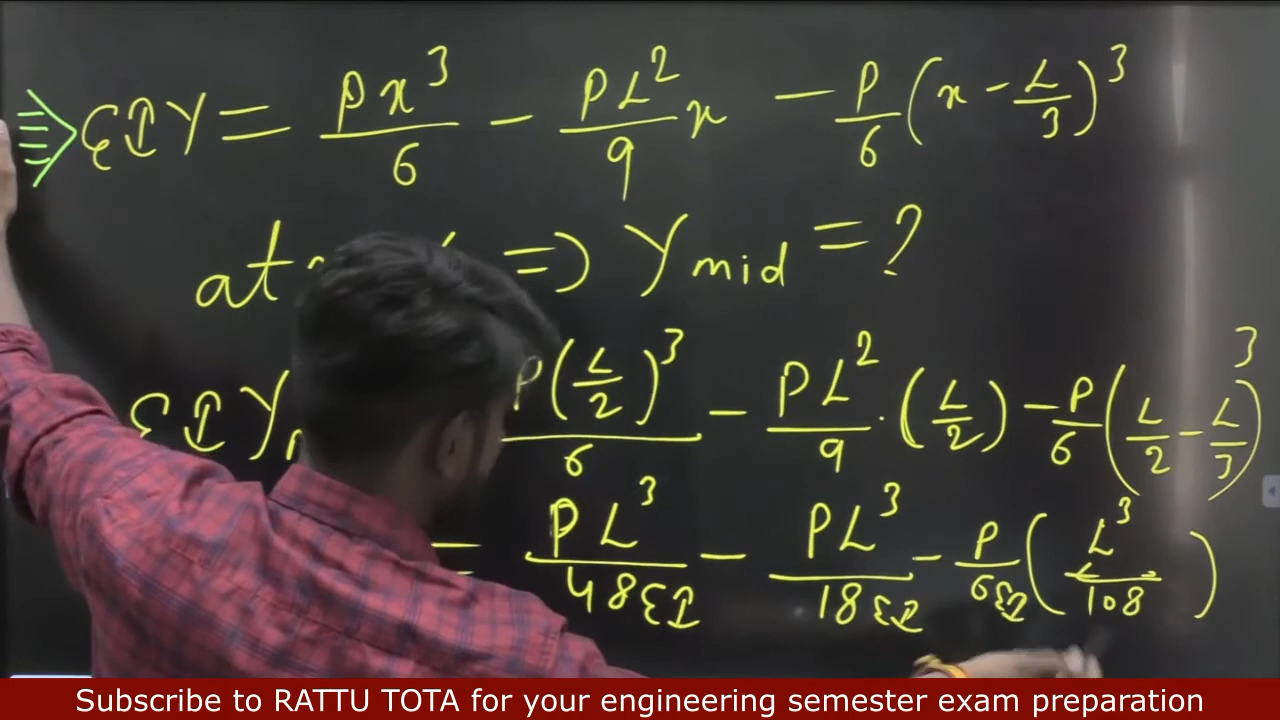 EIY = Px³/6 - PL²/9 x - P/6 (x - L/3)³
at => Ymid = ?
EIY P(L/2)³/6 - PL²/9 · (L/2) - P/6 (L/2 - L/3)³
= PL³/48EI - PL³/18EI - P/6EI (L³/108)
Subscribe to RATTU TOTA for your engineering semester exam preparation